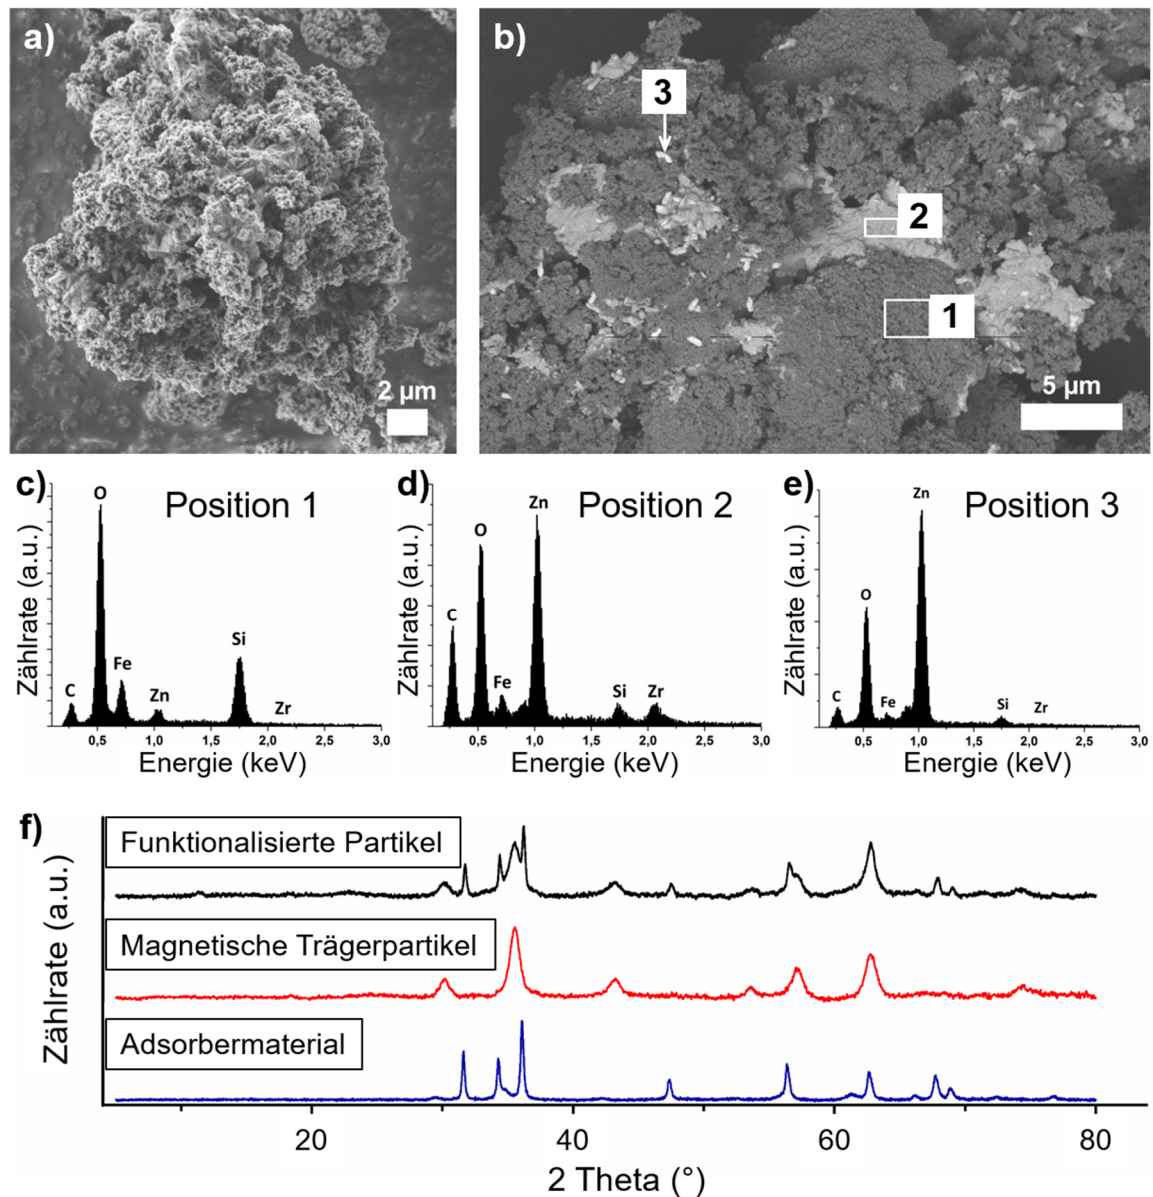 a)
2 µm
b)
3
2
1
5 µm
c)
Position 1
Zählrate (a.u.)
C
O
Fe
Zn
Si
Zr
0,5 1,0 1,5 2,0 2,5 3,0
Energie (keV)
d)
Position 2
Zählrate (a.u.)
C
O
Fe
Zn
Si
Zr
0,5 1,0 1,5 2,0 2,5 3,0
Energie (keV)
e)
Position 3
Zählrate (a.u.)
C
O
Fe
Zn
Si
Zr
0,5 1,0 1,5 2,0 2,5 3,0
Energie (keV)
f)
Zählrate (a.u.)
Funktionalisierte Partikel
Magnetische Trägerpartikel
Adsorbermaterial
20 40 60 80
2 Theta (°)